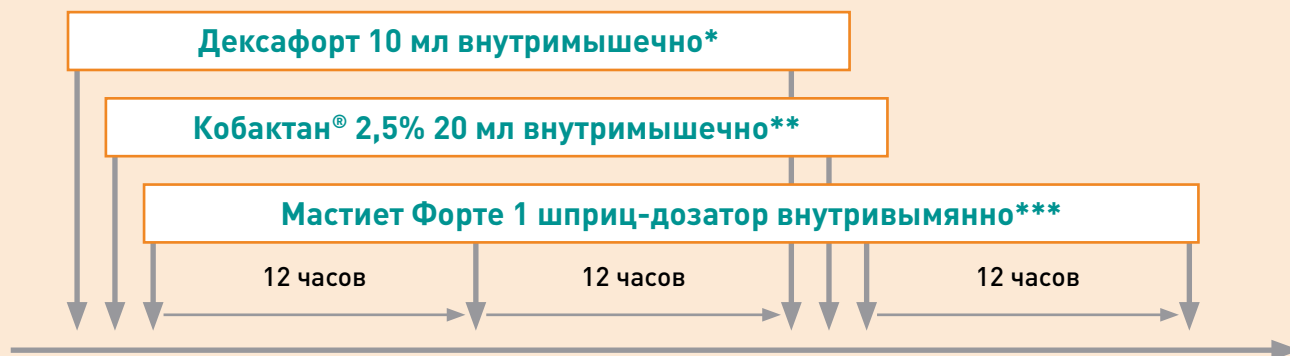 Дексафорт 10 мл внутримышечно*
Кобактан® 2,5% 20 мл внутримышечно**
Мастиет Форте 1 шприц-дозатор внутривымянно***
12 часов 12 часов 12 часов